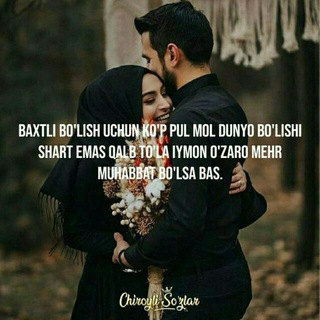 BAXTLI BO'LISH UCHUN KO'P PUL MOL DUNYO BO'LISHI
SHART EMAS QALB TO'LA IYMON O'ZARO MEHR
MUHABBAT BO'LSA BAS.
Chiroyli So'zlar